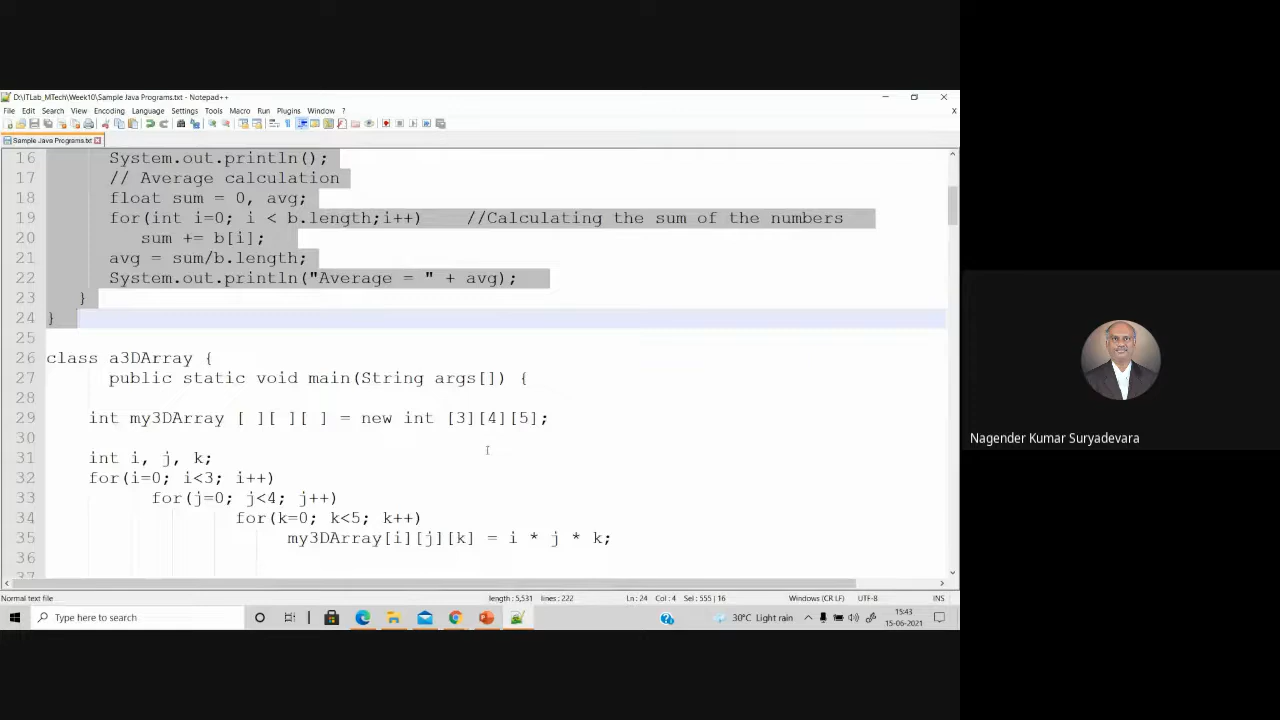 D:\ITLab_MTech\Week10\Sample Java Programs.txt - Notepad++
File Edit Search View Encoding Language Settings Tools Macro Run Plugins Window ? X
Sample Java Programs.txt
16 System.out.println();
17 // Average calculation
18 float sum = 0, avg;
19 for(int i=0; i < b.length;i++) //Calculating the sum of the numbers
20 sum += b[i];
21 avg = sum/b.length;
22 System.out.println("Average = " + avg);
23 }
24 }
25
26 class a3DArray {
27 public static void main(String args[]) {
28
29 int my3DArray [ ][ ][ ] = new int [3][4][5];
30
31 int i, j, k;
32 for(i=0; i<3; i++)
33 for(j=0; j<4; j++)
34 for(k=0; k<5; k++)
35 my3DArray[i][j][k] = i * j * k;
36
37
Normal text file length : 5,531 lines : 222 Ln : 24 Col : 4 Sel : 555 | 16 Windows (CR LF) UTF-8 INS
Type here to search 30°C Light rain 15:43
15-06-2021
Nagender Kumar Suryadevara